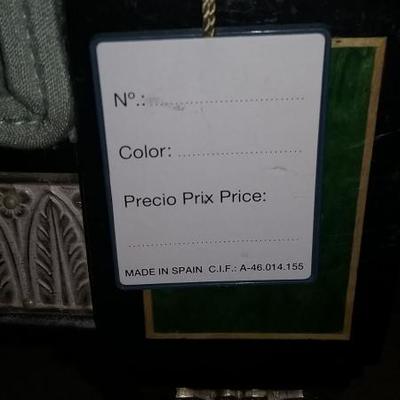 Nº.:
Color:
Precio Prix Price:
MADE IN SPAIN C.I.F.: A-46.014.155